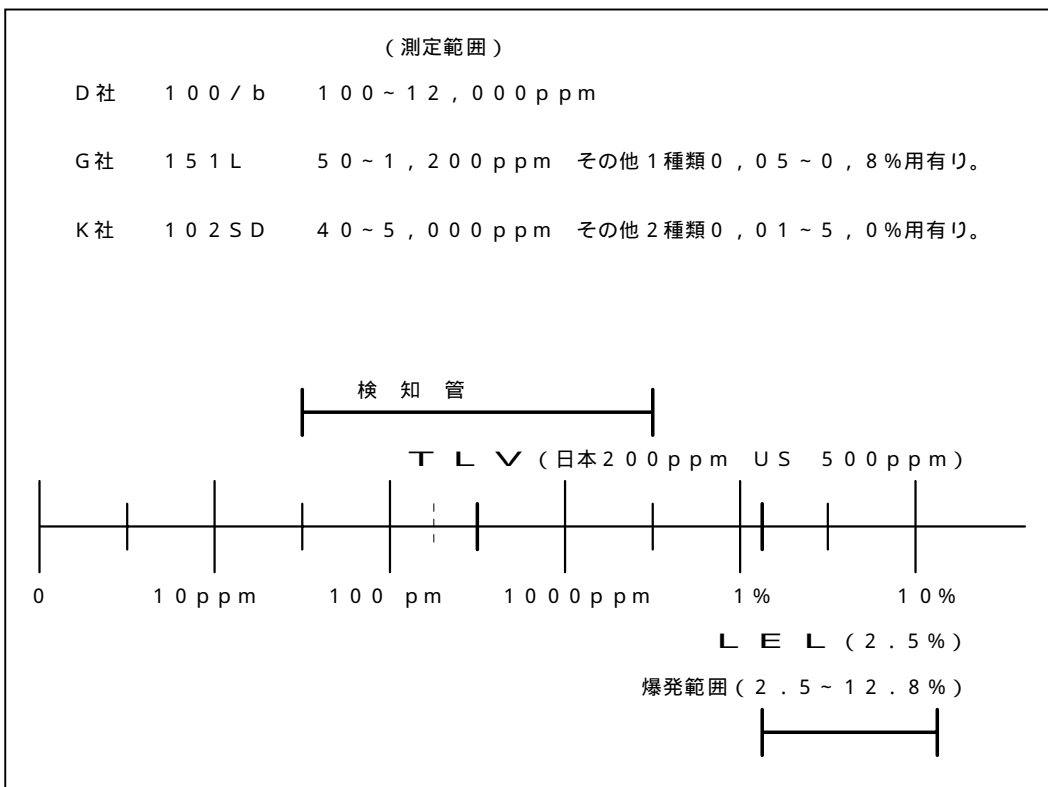 (測定範囲)
D社 100/b 100~12,000ppm
G社 151L 50~1,200ppm その他1種類0,05~0,8%用有り。
K社 102SD 40~5,000ppm その他2種類0,01~5,0%用有り。
検知管
TLV(日本200ppm US 500ppm)
0 10ppm 100 pm 1000ppm 1% 10%
LEL(2.5%)
爆発範囲(2.5~12.8%)